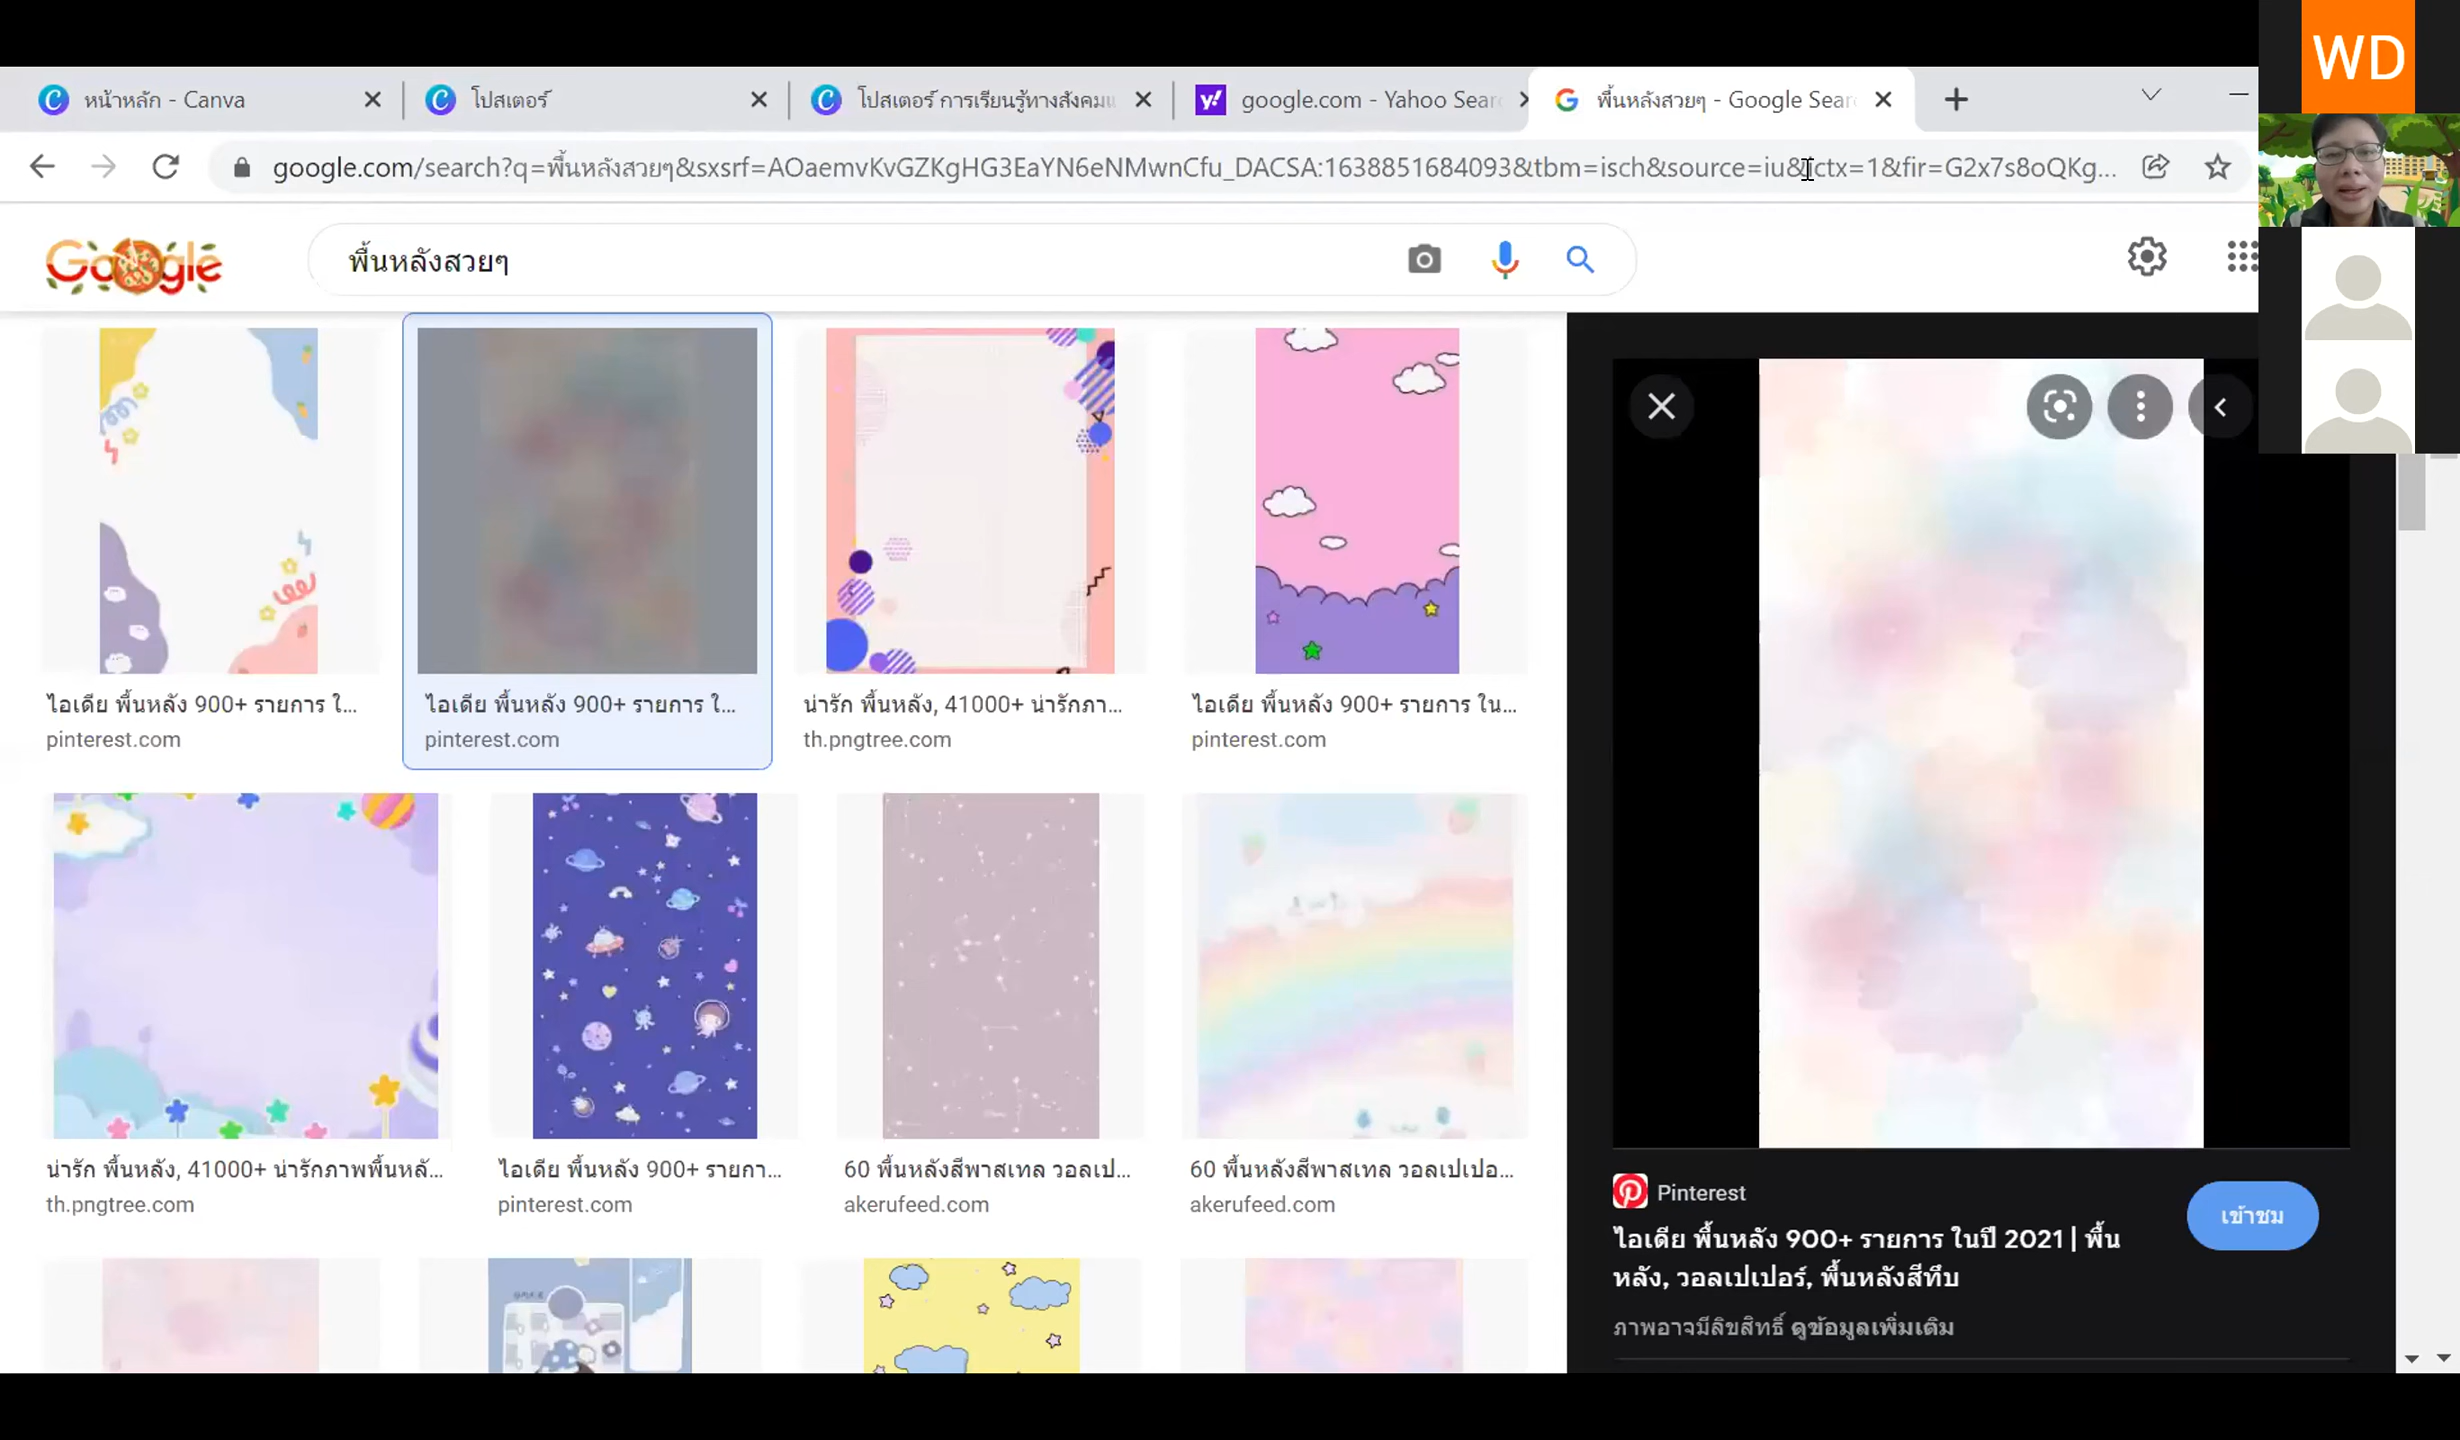 WD
หน้าหลัก - Canva
โปสเตอร์
โปสเตอร์ การเรียนรู้ทางสังคมแ
google.com - Yahoo Sear
พื้นหลังสวยๆ - Google Sear
google.com/search?q=พื้นหลังสวยๆ&sxsrf=AOaemvKvGZKgHG3EaYN6eNMwnCfu_DACSA:1638851684093&tbm=isch&source=iu&ictx=1&fir=G2x7s8oQKg...
Google
พื้นหลังสวยๆ
ไอเดีย พื้นหลัง 900+ รายการ ใ...
pinterest.com
ไอเดีย พื้นหลัง 900+ รายการ ใ...
pinterest.com
น่ารัก พื้นหลัง, 41000+ น่ารักภา...
th.pngtree.com
ไอเดีย พื้นหลัง 900+ รายการ ใน...
pinterest.com
น่ารัก พื้นหลัง, 41000+ น่ารักภาพพื้นหลั...
th.pngtree.com
ไอเดีย พื้นหลัง 900+ รายกา...
pinterest.com
60 พื้นหลังสีพาสเทล วอลเป...
akerufeed.com
60 พื้นหลังสีพาสเทล วอลเปเปอ...
akerufeed.com
Pinterest
ไอเดีย พื้นหลัง 900+ รายการ ในปี 2021 | พื้น
หลัง, วอลเปเปอร์, พื้นหลังสีทึบ
เข้าชม
ภาพอาจมีลิขสิทธิ์ ดูข้อมูลเพิ่มเติม